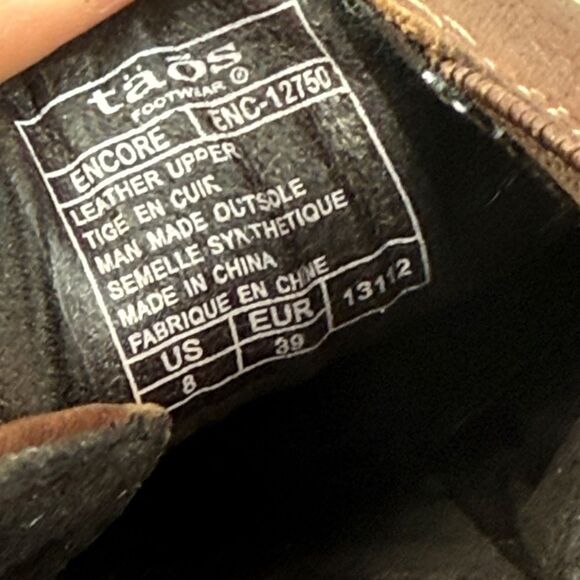 täōs®
FOOTWEAR
ENCORE ENC-12750
LEATHER UPPER
TIGE EN CUIR
MAN MADE OUTSOLE
SEMELLE SYNTHETIQUE
MADE IN CHINA
FABRIQUE EN CHINE
US EUR 13112
8 39